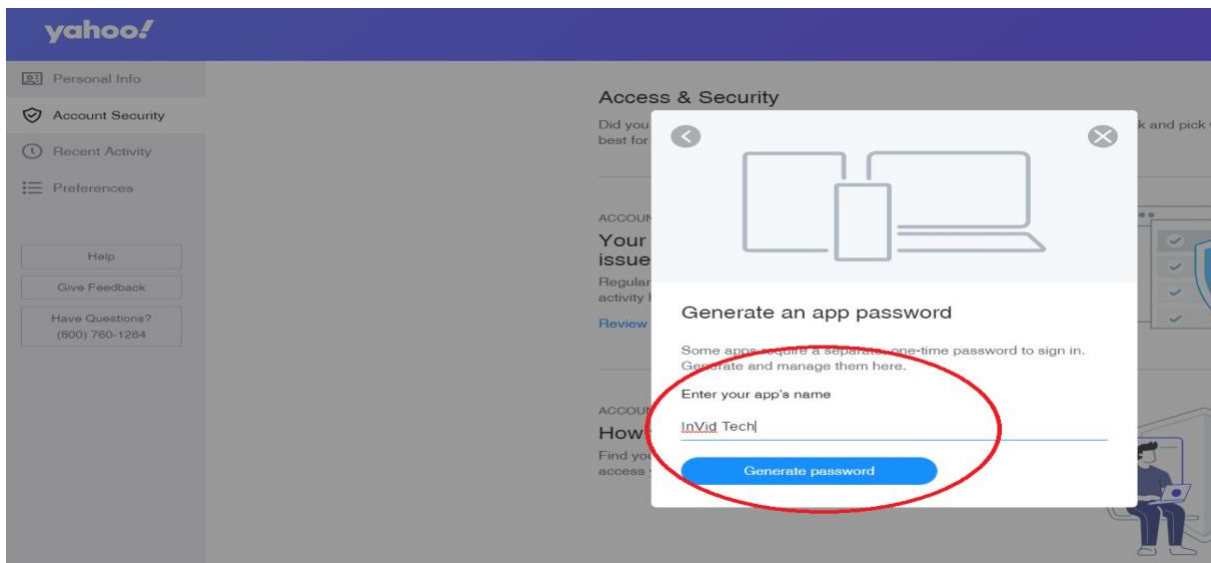 yahoo!
Personal Info
Account Security
Recent Activity
Preferences
Help
Give Feedback
Have Questions?
(800) 760-1284
Access & Security
Did you
k and pick
best for
ACCOUN
Your
issue
Regular
activity
Review
Generate an app password
Some apps require a separate, one-time password to sign in.
Generate and manage them here.
Enter your app's name
InVid Tech
Generate password
ACCOU
How
Find you
access